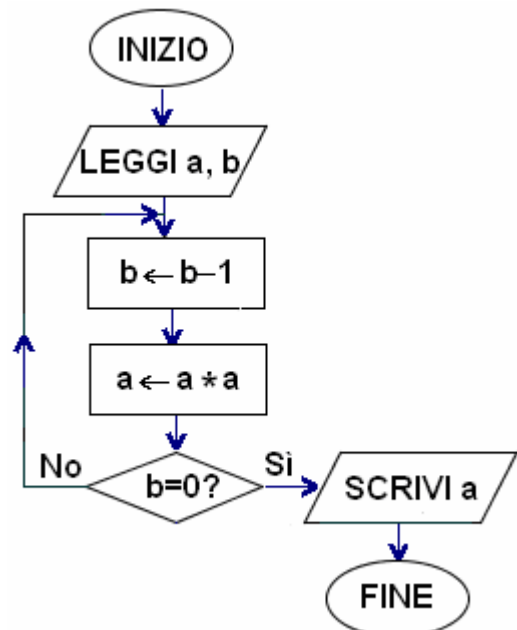 INIZIO
LEGGI a, b
b ← b–1
a ← a * a
No
b=0?
Sì
SCRIVI a
FINE